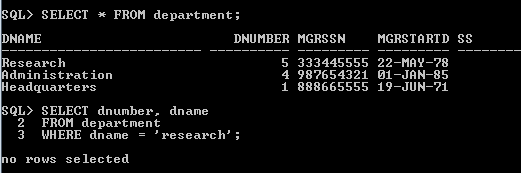 SQL> SELECT * FROM department;
DNAME                       DNUMBER MGRSSN    MGRSTARTD SS
------------------------- --------- --------- --------- ---------
Research                          5 333445555 22-MAY-78
Administration                    4 987654321 01-JAN-85
Headquarters                      1 888665555 19-JUN-71
SQL> SELECT dnumber, dname
  2  FROM department
  3  WHERE dname = 'research';
no rows selected